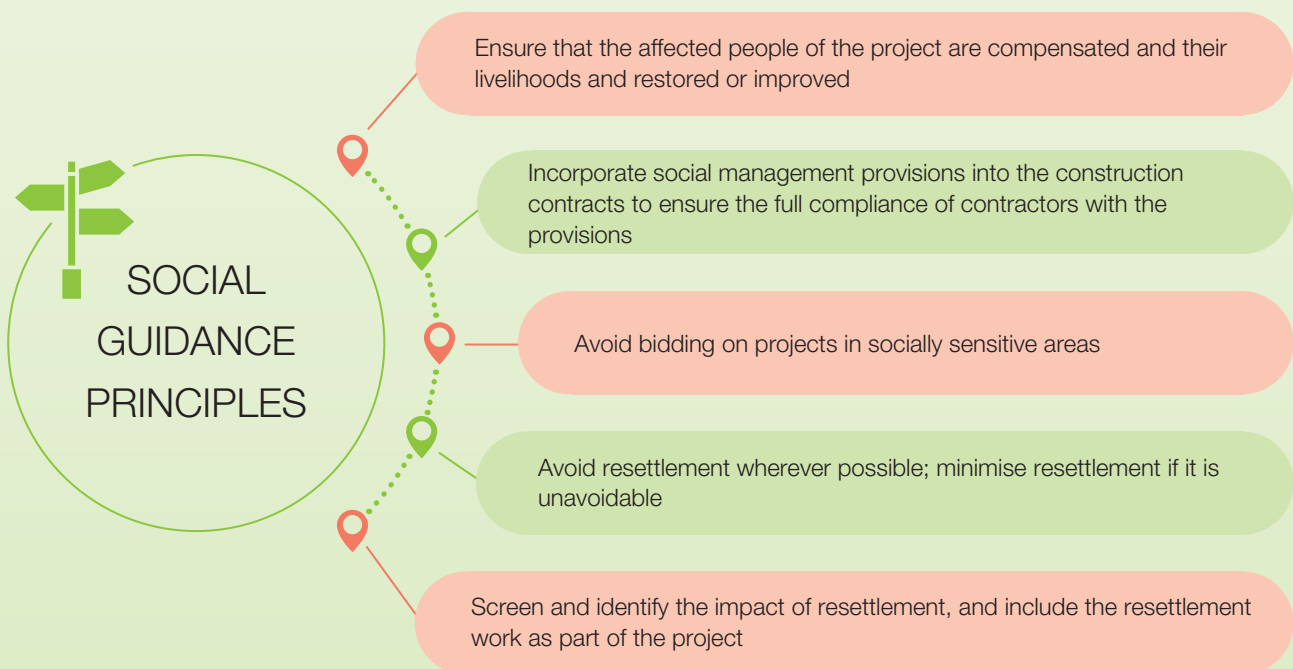 SOCIAL
GUIDANCE
PRINCIPLES
Ensure that the affected people of the project are compensated and their
livelihoods and restored or improved
Incorporate social management provisions into the construction
contracts to ensure the full compliance of contractors with the
provisions
Avoid bidding on projects in socially sensitive areas
Avoid resettlement wherever possible; minimise resettlement if it is
unavoidable
Screen and identify the impact of resettlement, and include the resettlement
work as part of the project